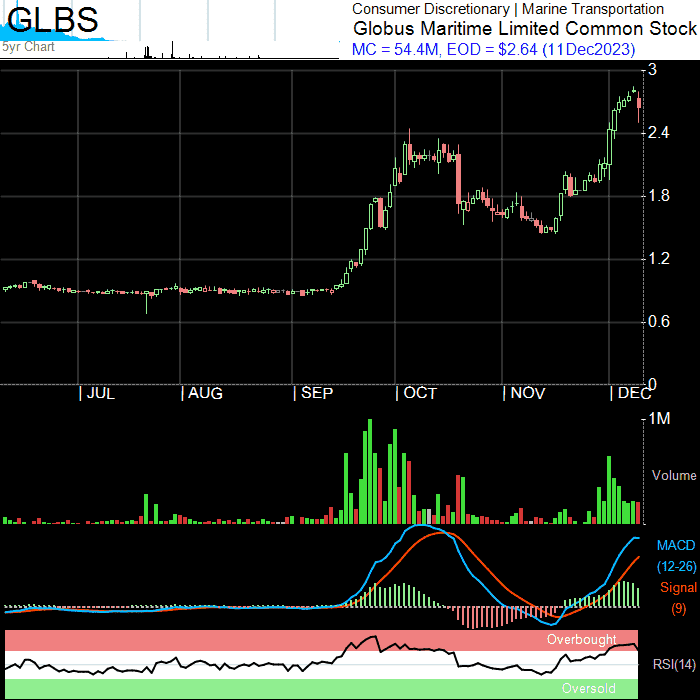 GLBS
Consumer Discretionary | Marine Transportation
Globus Maritime Limited Common Stock
MC = 54.4M, EOD = $2.64 (11Dec2023)
5yr Chart
3
2.4
1.8
1.2
0.6
0
| JUL | AUG | SEP | OCT | NOV | DEC
1M
Volume
MACD
(12-26)
Signal
(9)
Overbought
RSI(14)
Oversold